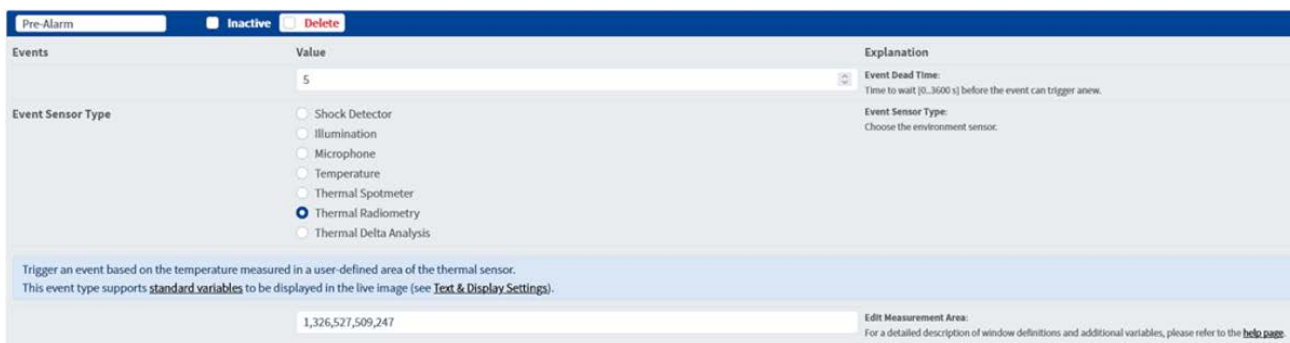 Pre-Alarm Inactive Delete
Events Value Explanation
5 Event Dead Time:
Time to wait [0..3600 s] before the event can trigger anew.
Event Sensor Type Shock Detector Event Sensor Type:
Illumination Choose the environment sensor.
Microphone
Temperature
Thermal Spotmeter
Thermal Radiometry
Thermal Delta Analysis
Trigger an event based on the temperature measured in a user-defined area of the thermal sensor.
This event type supports standard variables to be displayed in the live image (see Text & Display Settings).
1,326,527,509,247 Edit Measurement Area:
For a detailed description of window definitions and additional variables, please refer to the help page.